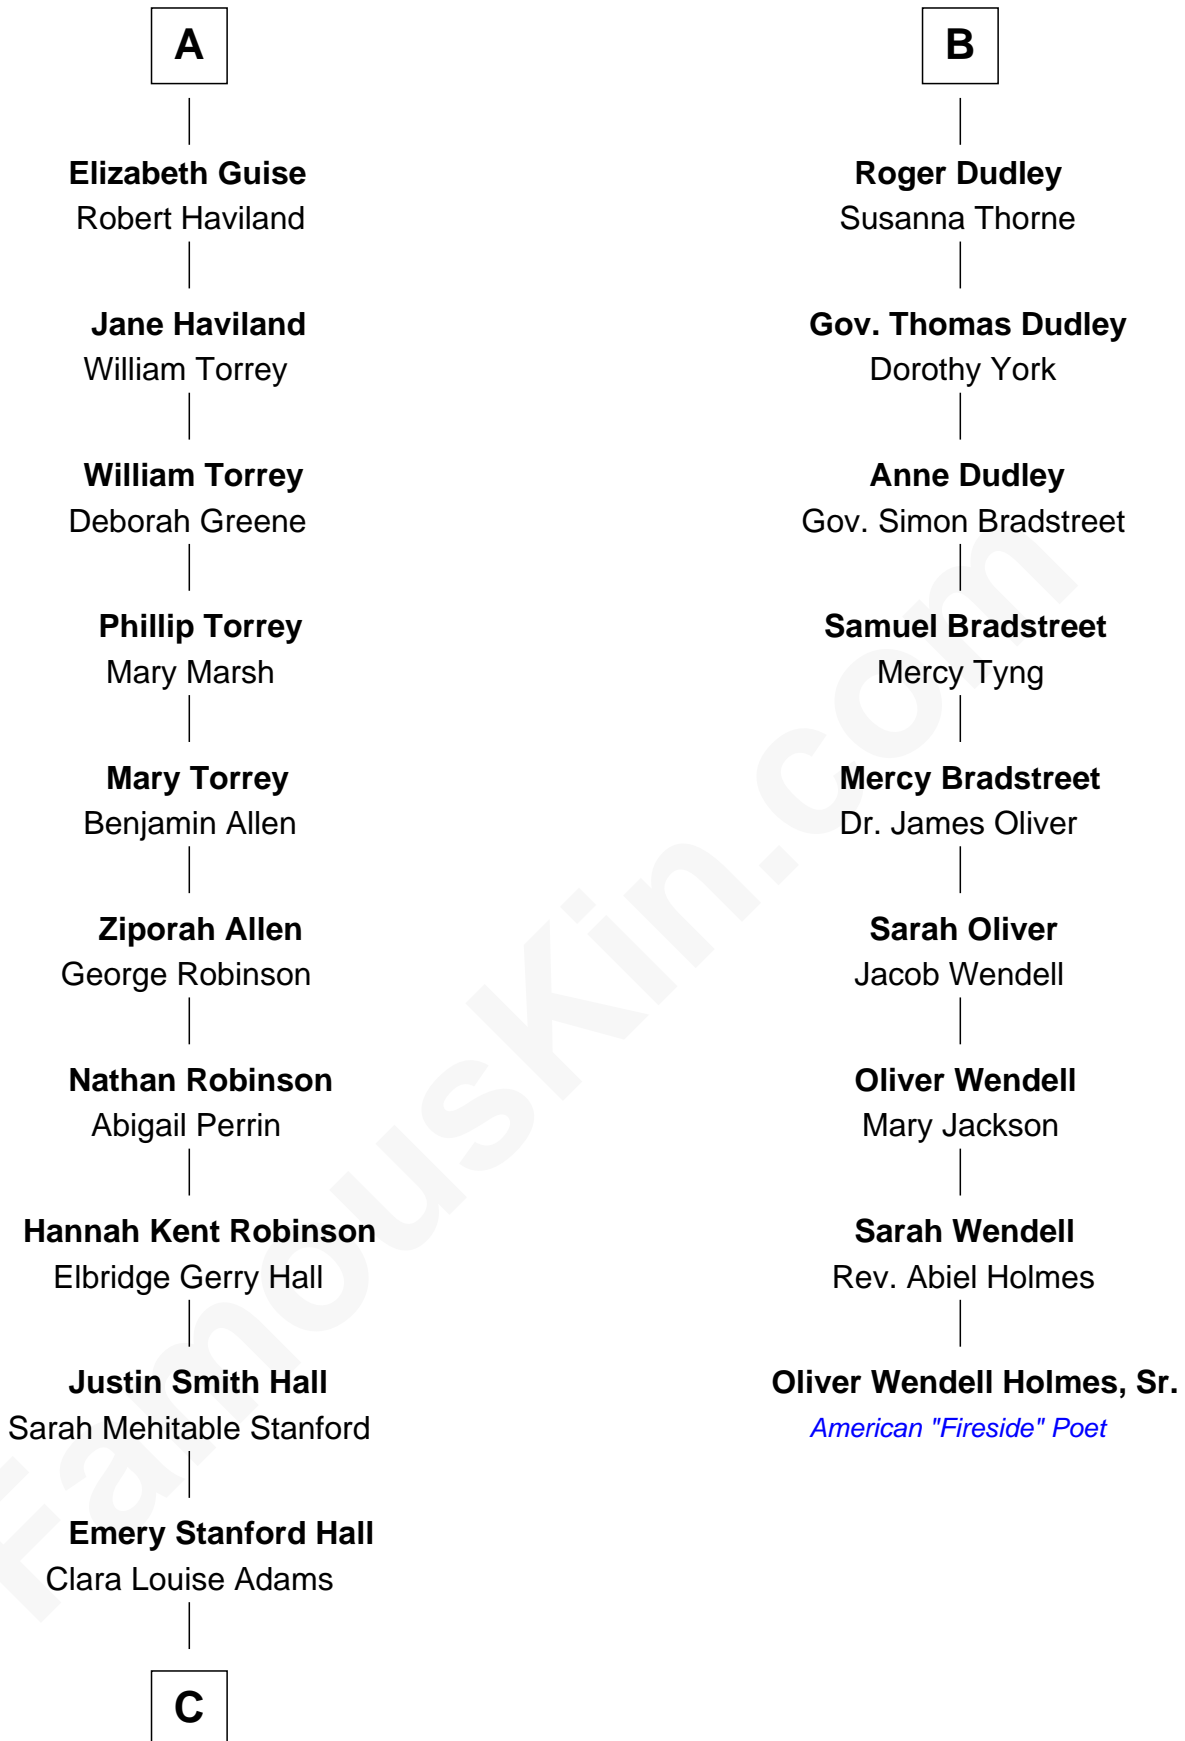 A
Elizabeth Guise
Robert Haviland
Jane Haviland
William Torrey
William Torrey
Deborah Greene
Phillip Torrey
Mary Marsh
Mary Torrey
Benjamin Allen
Ziporah Allen
George Robinson
Nathan Robinson
Abigail Perrin
Hannah Kent Robinson
Elbridge Gerry Hall
Justin Smith Hall
Sarah Mehitable Stanford
Emery Stanford Hall
Clara Louise Adams
C
B
Roger Dudley
Susanna Thorne
Gov. Thomas Dudley
Dorothy York
Anne Dudley
Gov. Simon Bradstreet
Samuel Bradstreet
Mercy Tyng
Mercy Bradstreet
Dr. James Oliver
Sarah Oliver
Jacob Wendell
Oliver Wendell
Mary Jackson
Sarah Wendell
Rev. Abiel Holmes
Oliver Wendell Holmes, Sr.
American "Fireside" Poet
FamousKin.com